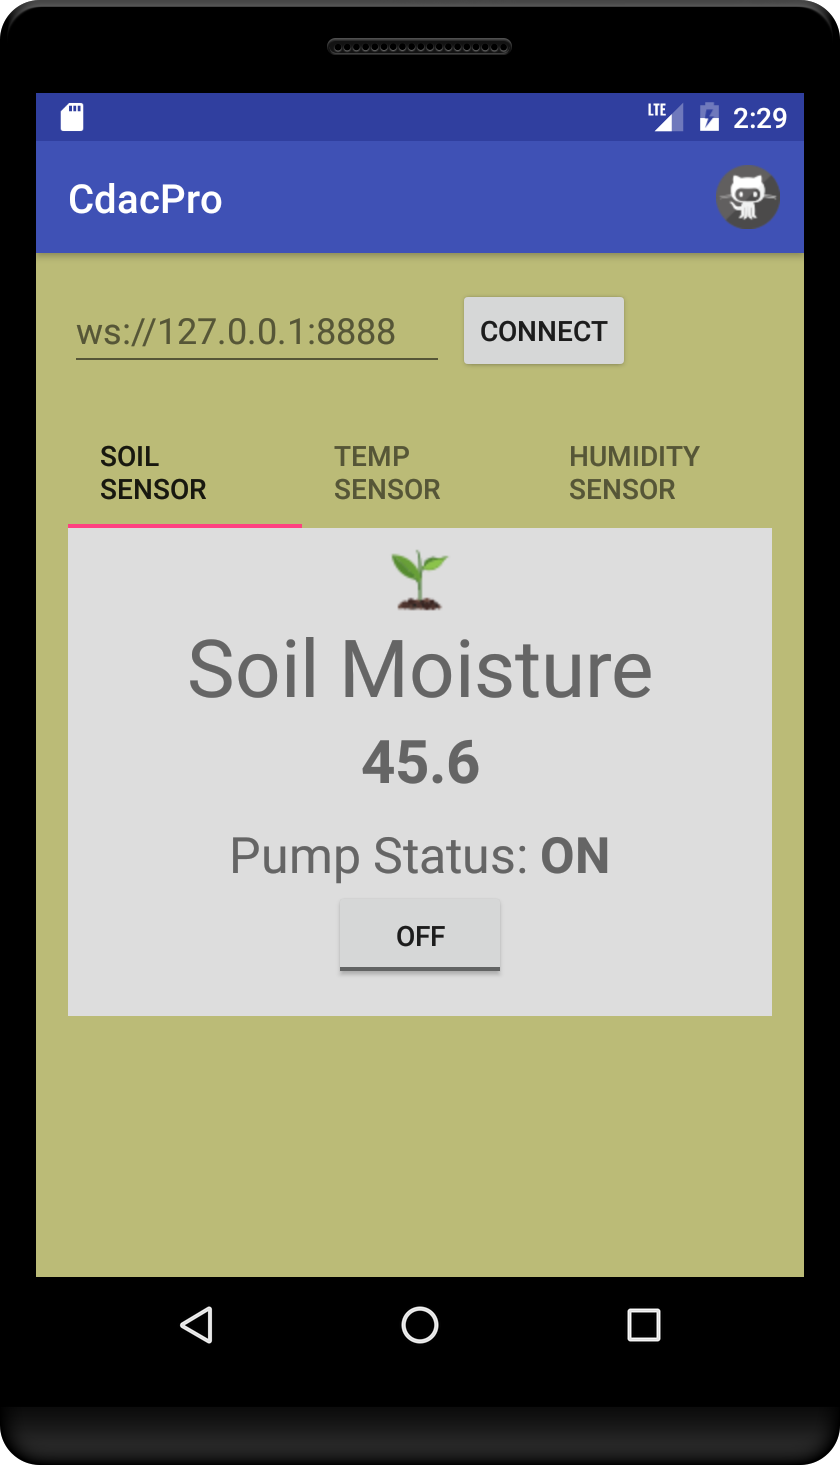 LTE 2:29
CdacPro
ws://127.0.0.1:8888 CONNECT
SOIL SENSOR
TEMP SENSOR
HUMIDITY SENSOR
Soil Moisture
45.6
Pump Status: ON
OFF